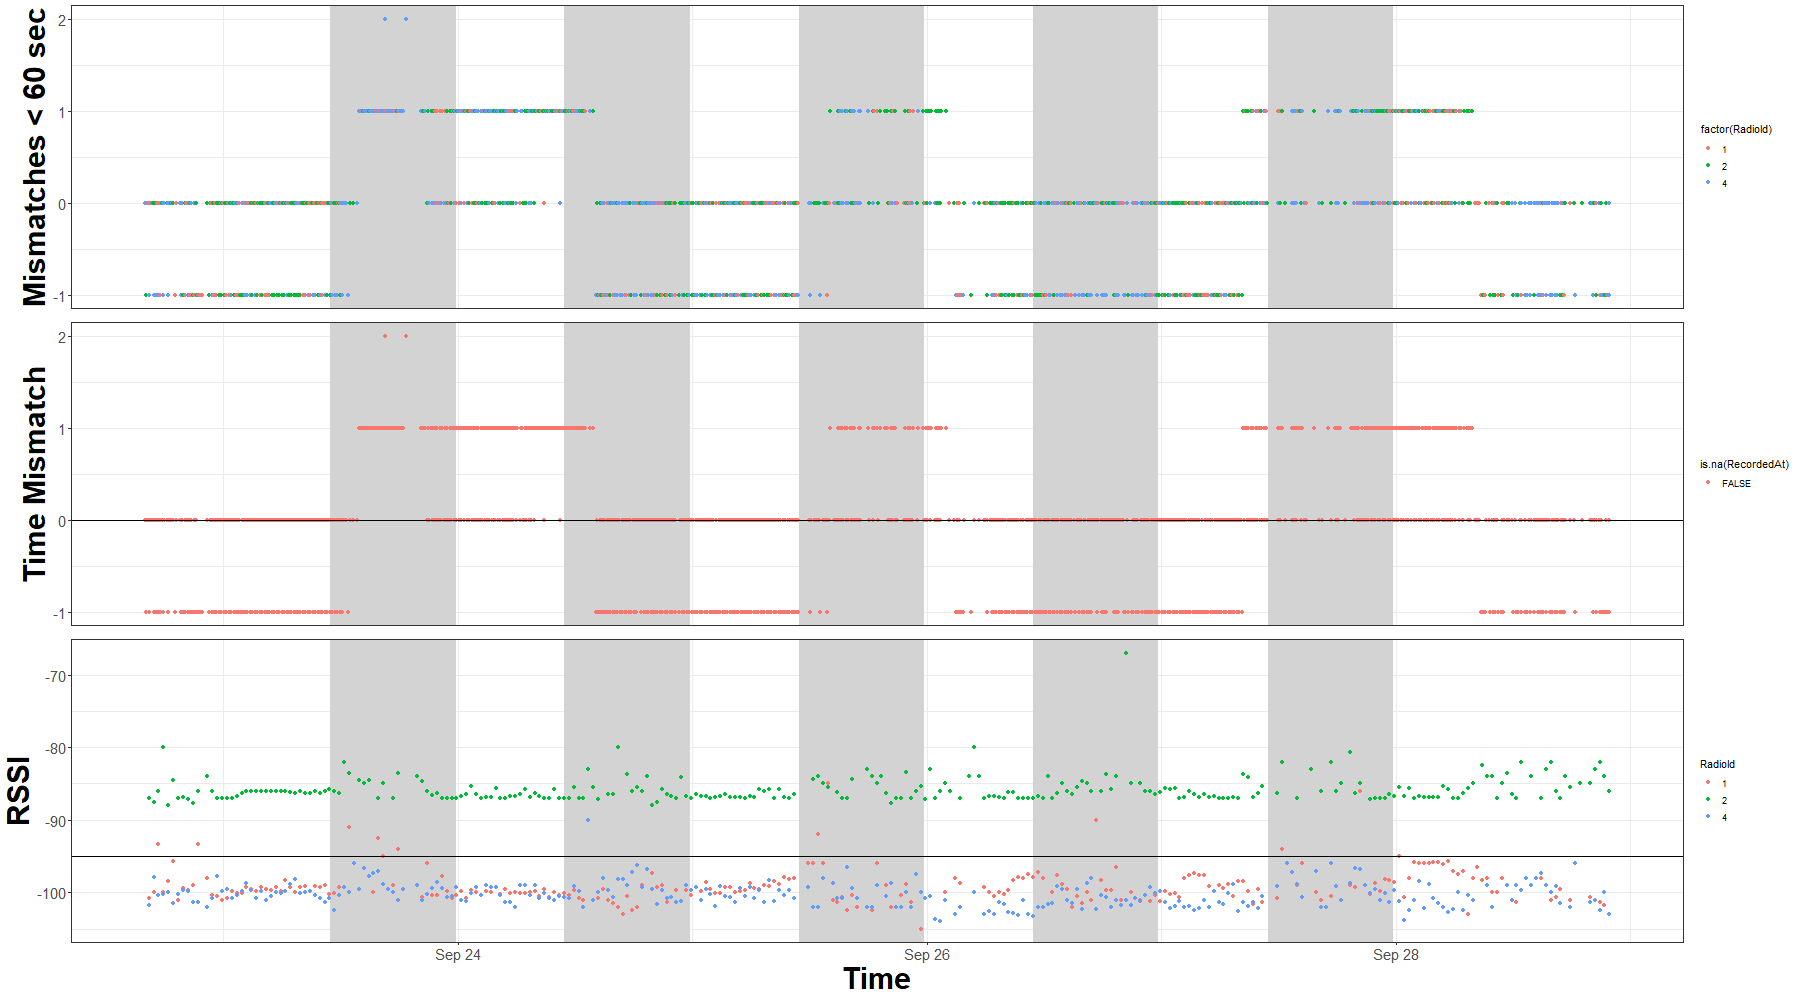 Mismatches < 60 sec
2
1
0
-1
factor(RadioId)
1
2
4
Time Mismatch
2
1
0
-1
is.na(RecordedAt)
FALSE
RSSI
-70
-80
-90
-100
RadioId
1
2
4
Sep 24
Sep 26
Sep 28
Time